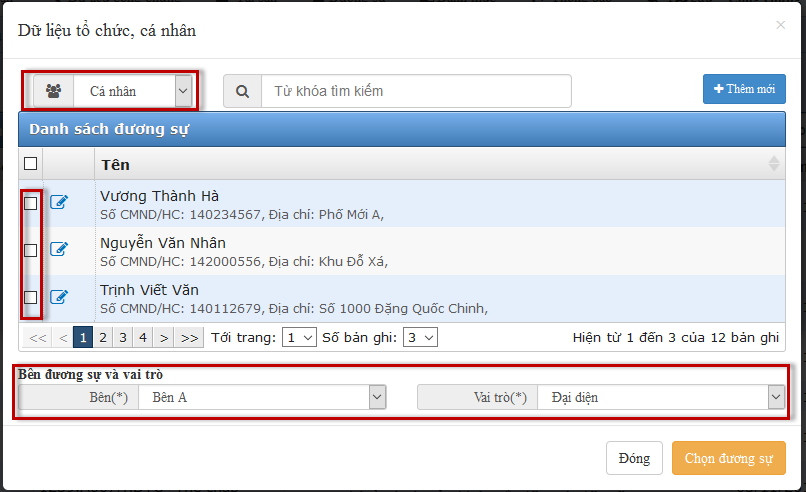 Dữ liệu tổ chức, cá nhân
×
Cá nhân Từ khóa tìm kiếm Thêm mới
Danh sách đương sự
Tên
Vương Thành Hà
Số CMND/HC: 140234567, Địa chỉ: Phố Mới A,
Nguyễn Văn Nhân
Số CMND/HC: 142000556, Địa chỉ: Khu Đỗ Xá,
Trịnh Viết Văn
Số CMND/HC: 140112679, Địa chỉ: Số 1000 Đặng Quốc Chinh,
<< < 1 2 3 4 > >> Tới trang: 1 Số bản ghi: 3 Hiện từ 1 đến 3 của 12 bản ghi
Bên đương sự và vai trò
Bên(*) Bên A Vai trò(*) Đại diện
Đóng Chọn đương sự